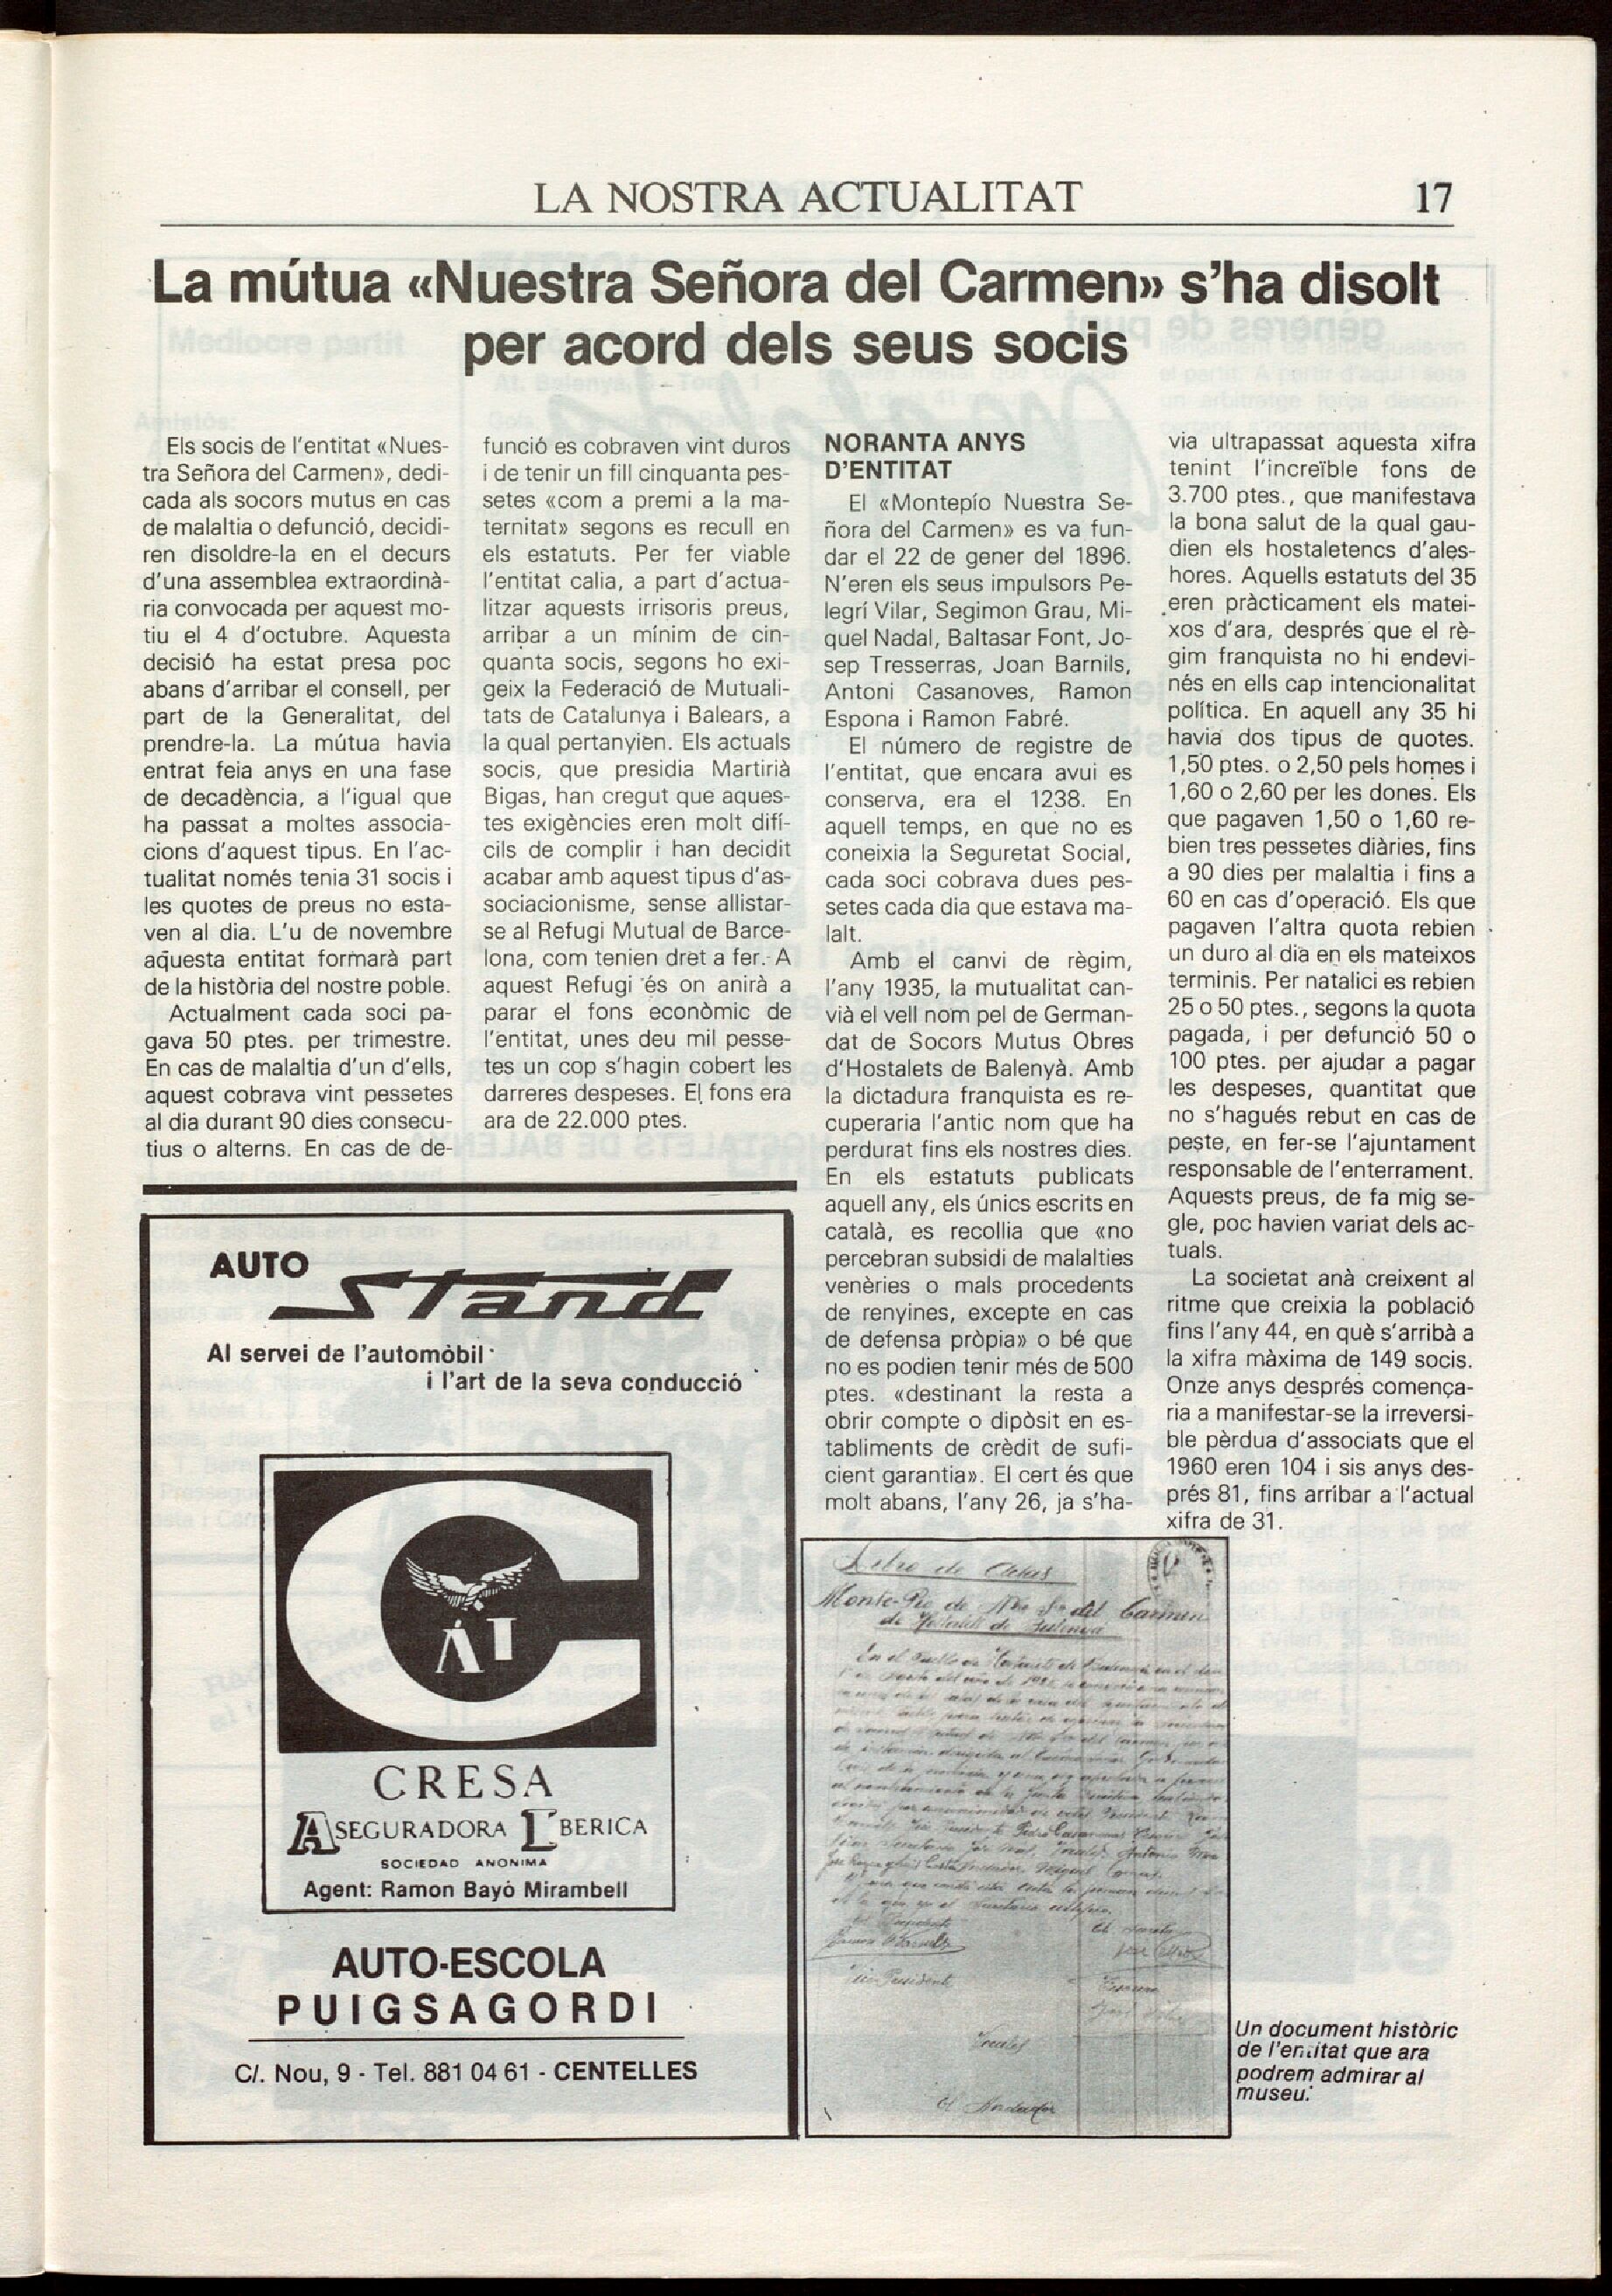 LA NOSTRA ACTUALITAT
17
La mútua «Nuestra Señora del Carmen» s'ha disolt
per acord dels seus socis
Els socis de l'entitat «Nues-
tra Señora del Carmen», dedi-
cada als socors mutus en cas
de malaltia o defunció, decidi-
ren disoldre-la en el decurs
d'una assemblea extraordinà-
ria convocada per aquest mo-
tiu el 4 d'octubre. Aquesta
decisió ha estat presa poc
abans d'arribar el consell, per
part de la Generalitat, del
prendre-la. La mútua havia
entrat feia anys en una fase
de decadència, a l'igual que
ha passat a moltes associa-
cions d'aquest tipus. En l'ac-
tualitat només tenia 31 socis i
les quotes de preus no esta-
ven al dia. L'u de novembre
aquesta entitat formarà part
de la història del nostre poble.
Actualment cada soci pa-
gava 50 ptes. per trimestre.
En cas de malaltia d'un d'ells,
aquest cobrava vint pessetes
al dia durant 90 dies consecu-
tius o alterns. En cas de de-
funció es cobraven vint duros
i de tenir un fill cinquanta pes-
setes «com a premi a la ma-
ternitat» segons es recull en
els estatuts. Per fer viable
l'entitat calia, a part d'actua-
litzar aquests irrisoris preus,
arribar a un mínim de cin-
quanta socis, segons ho exi-
geix la Federació de Mutuali-
tats de Catalunya i Balears, a
la qual pertanyien. Els actuals
socis, que presidia Martirià
Bigas, han cregut que aques-
tes exigències eren molt difí-
cils de complir i han decidit
acabar amb aquest tipus d'as-
sociacionisme, sense allistar-
se al Refugi Mutual de Barce-
lona, com tenien dret a fer. A
aquest Refugi és on anirà a
parar el fons econòmic de
l'entitat, unes deu mil pesse-
tes un cop s'hagin cobert les
darreres despeses. El fons era
ara de 22.000 ptes.
NORANTA ANYS
D'ENTITAT
El «Montepío Nuestra Se-
ñora del Carmen» es va fun-
dar el 22 de gener del 1896.
N'eren els seus impulsors Pe-
legrí Vilar, Segimon Grau, Mi-
quel Nadal, Baltasar Font, Jo-
sep Tresserras, Joan Barnils,
Antoni Casanoves, Ramon
Espona i Ramon Fabré.
El número de registre de
l'entitat, que encara avui es
conserva, era el 1238. En
aquell temps, en que no es
coneixia la Seguretat Social,
cada soci cobrava dues pes-
setes cada dia que estava ma-
lalt.
Amb el canvi de règim,
l'any 1935, la mutualitat can-
vià el vell nom pel de German-
dat de Socors Mutus Obres
d'Hostalets de Balenyà. Amb
la dictadura franquista es re-
cuperaria l'antic nom que ha
perdurat fins els nostres dies.
En els estatuts publicats
aquell any, els únics escrits en
català, es recollia que «no
percebran subsidi de malalties
venèries o mals procedents
de renyines, excepte en cas
de defensa pròpia» o bé que
no es podien tenir més de 500
ptes. «destinant la resta a
obrir compte o dipòsit en es-
tabliments de crèdit de sufi-
cient garantia». El cert és que
molt abans, l'any 26, ja s'ha-
via ultrapassat aquesta xifra
tenint l'increïble fons de
3.700 ptes., que manifestava
la bona salut de la qual gau-
dien els hostaletencs d'ales-
hores. Aquells estatuts del 35
eren pràcticament els matei-
xos d'ara, després que el rè-
gim franquista no hi endevi-
nés en ells cap intencionalitat
política. En aquell any 35 hi
havia dos tipus de quotes.
1,50 ptes. o 2,50 pels homes i
1,60 o 2,60 per les dones. Els
que pagaven 1,50 o 1,60 re-
bien tres pessetes diàries, fins
a 90 dies per malaltia i fins a
60 en cas d'operació. Els que
pagaven l'altra quota rebien
un duro al dia en els mateixos
terminis. Per natalici es rebien
25 o 50 ptes., segons la quota
pagada, i per defunció 50 o
100 ptes. per ajudar a pagar
les despeses, quantitat que
no s'hagués rebut en cas de
peste, en fer-se l'ajuntament
responsable de l'enterrament.
Aquests preus, de fa mig se-
gle, poc havien variat dels ac-
tuals.
La societat anà creixent al
ritme que creixia la població
fins l'any 44, en què s'arribà a
la xifra màxima de 149 socis.
Onze anys després comença-
ria a manifestar-se la irreversi-
ble pèrdua d'associats que el
1960 eren 104 i sis anys des-
prés 81, fins arribar a l'actual
xifra de 31.
AUTO
Stand
Al servei de l'automòbil
i l'art de la seva conducció
AI
CRESA
ASEGURADORA IBERICA
SOCIEDAD ANONIMA
Agent: Ramon Bayó Mirambell
AUTO-ESCOLA
PUIGSAGORDI
C/. Nou, 9 - Tel. 881 04 61 - CENTELLES
Libro de Actas
Monte-Pio de Ntra Sra del Carmen
Vice-Presidente
Vocales
El Andador
Un document històric
de l'entitat que ara
podrem admirar al
museu.